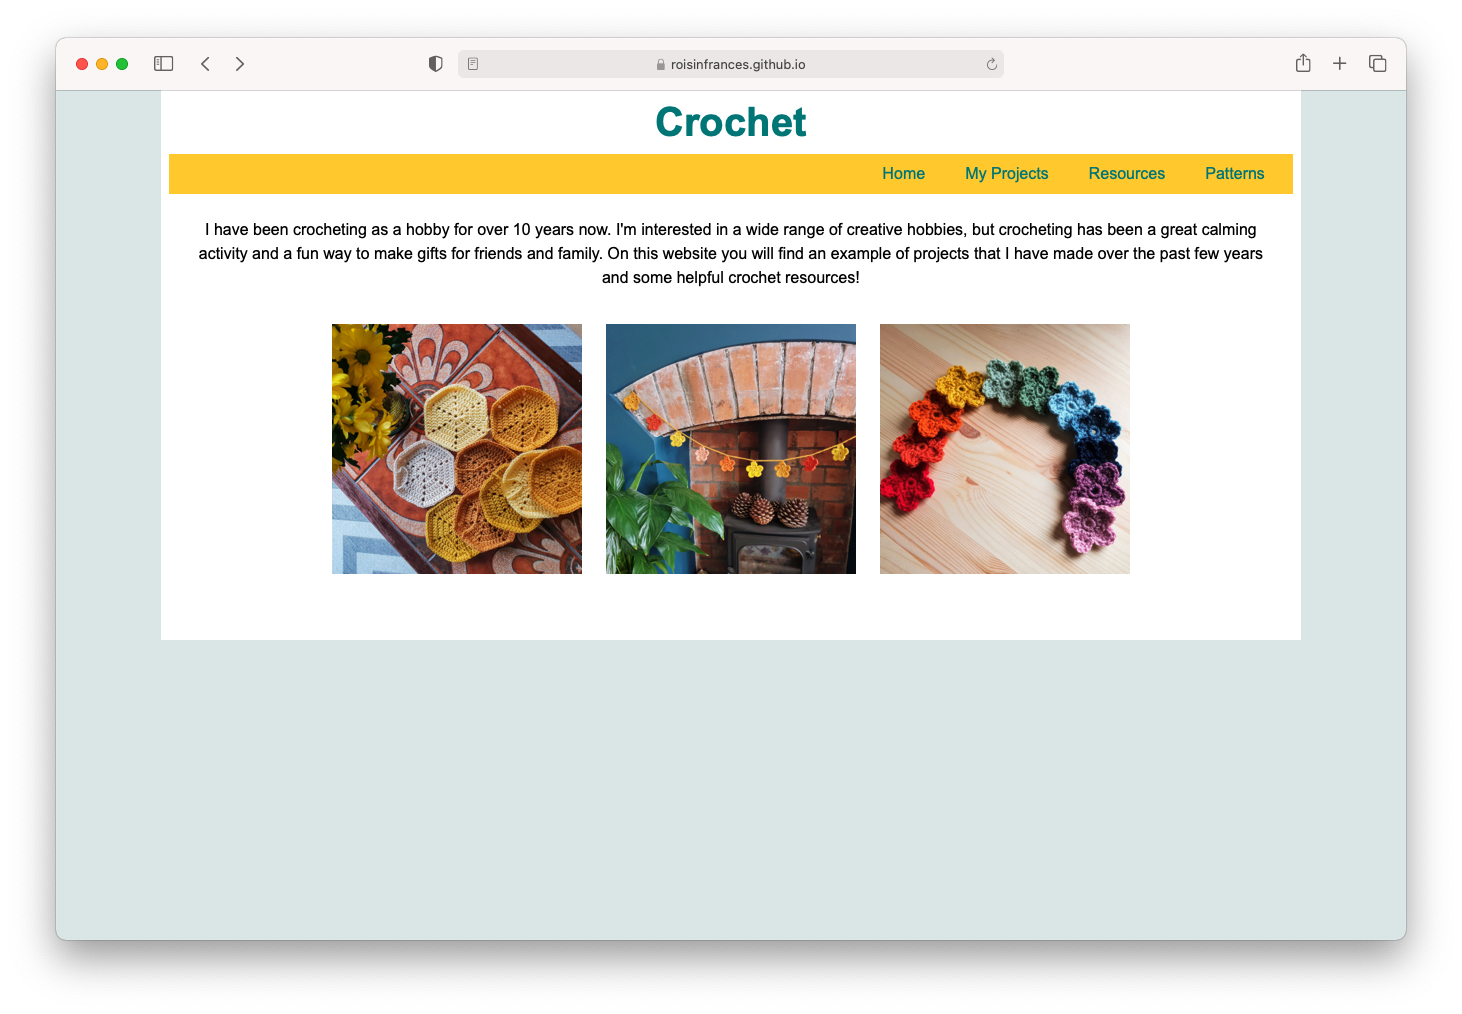 roisinfrances.github.io
Crochet
Home My Projects Resources Patterns
I have been crocheting as a hobby for over 10 years now. I'm interested in a wide range of creative hobbies, but crocheting has been a great calming
activity and a fun way to make gifts for friends and family. On this website you will find an example of projects that I have made over the past few years
and some helpful crochet resources!